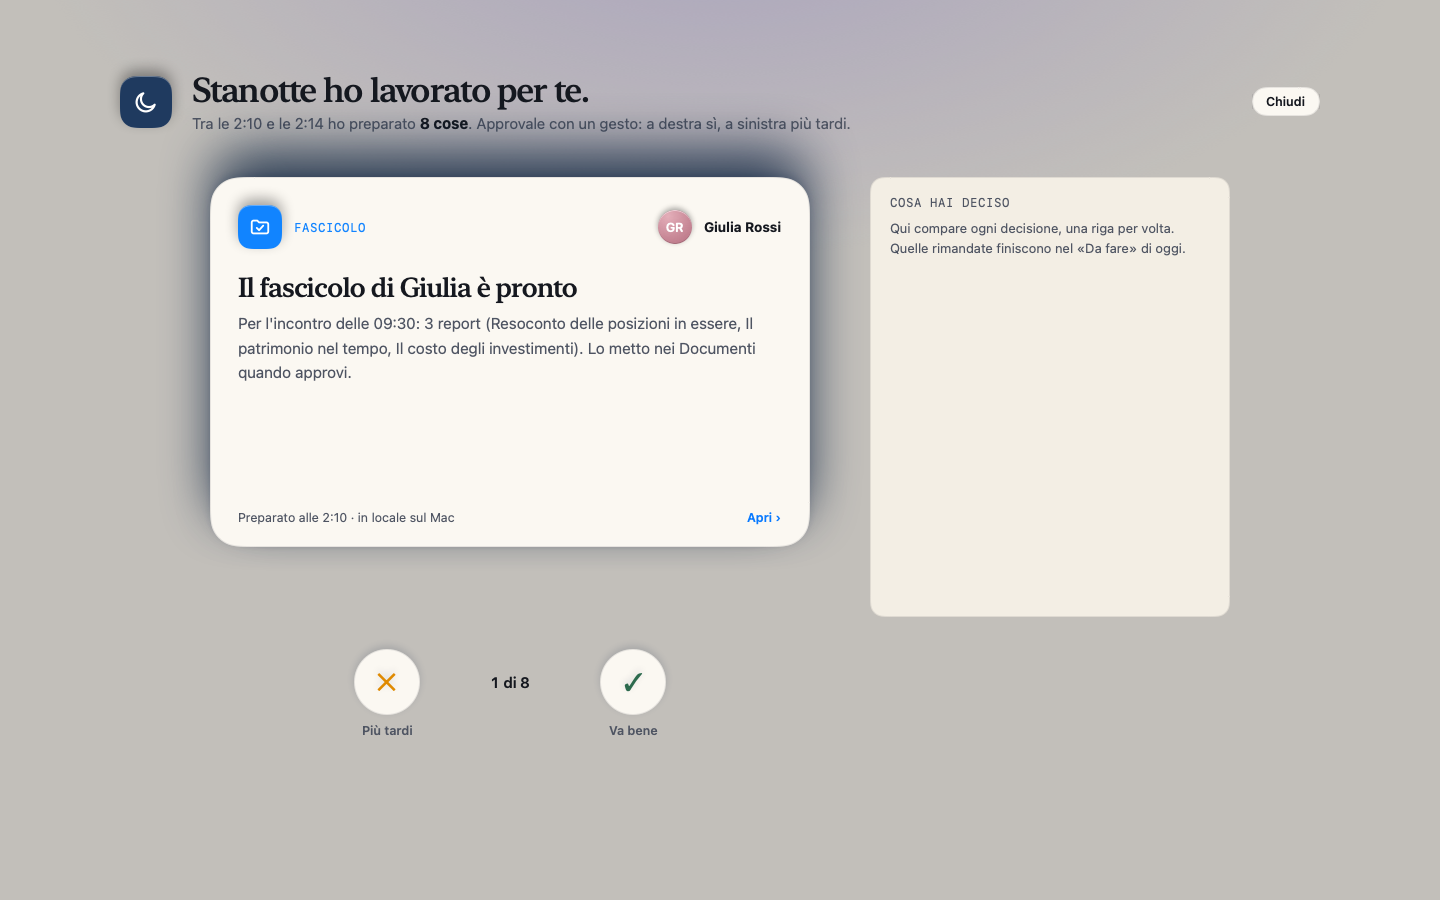 Stanotte ho lavorato per te.
Tra le 2:10 e le 2:14 ho preparato 8 cose. Approvale con un gesto: a destra sì, a sinistra più tardi.
Chiudi
FASCICOLO
GR
Giulia Rossi
Il fascicolo di Giulia è pronto
Per l'incontro delle 09:30: 3 report (Resoconto delle posizioni in essere, Il
patrimonio nel tempo, Il costo degli investimenti). Lo metto nei Documenti
quando approvi.
Preparato alle 2:10 · in locale sul Mac
Apri ›
COSA HAI DECISO
Qui compare ogni decisione, una riga per volta.
Quelle rimandate finiscono nel «Da fare» di oggi.
1 di 8
Più tardi
Va bene